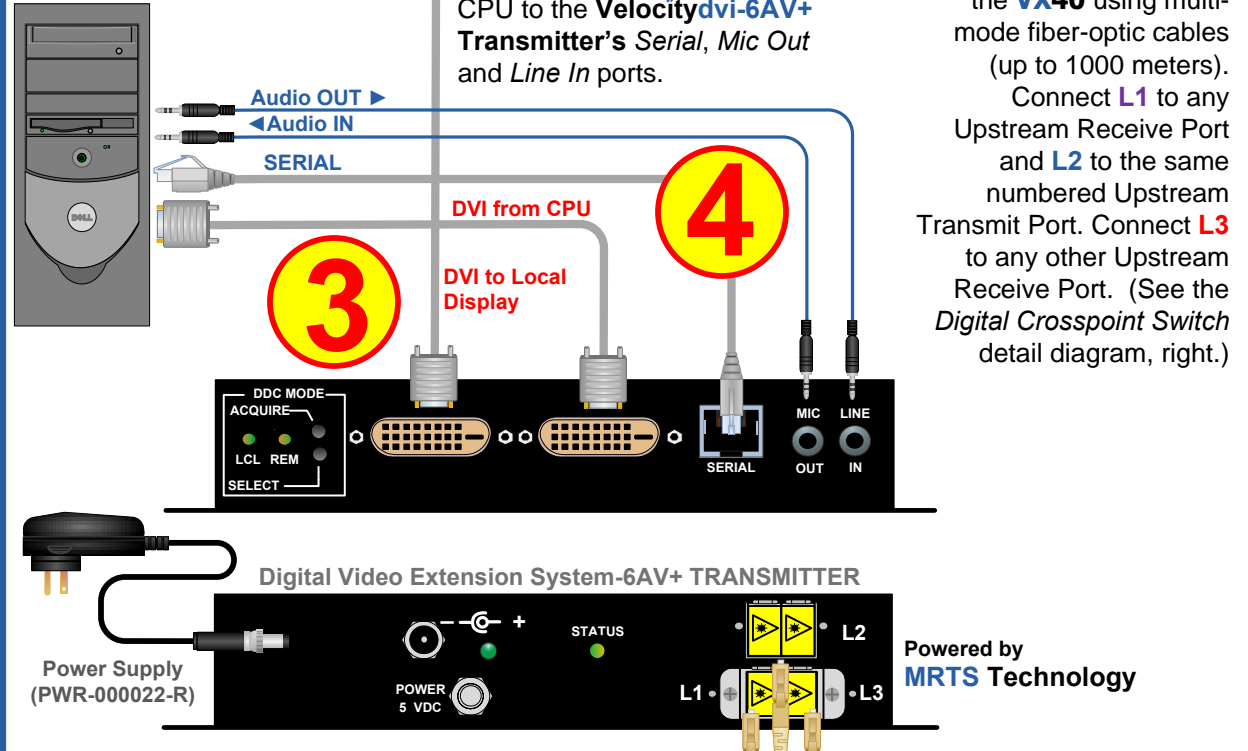 CPU to the Velocitydvi-6AV+
Transmitter's Serial, Mic Out
and Line In ports.
the VX40 using multi-
mode fiber-optic cables
(up to 1000 meters).
Connect L1 to any
Upstream Receive Port
and L2 to the same
numbered Upstream
Transmit Port. Connect L3
to any other Upstream
Receive Port. (See the
Digital Crosspoint Switch
detail diagram, right.)
Audio OUT ►
◄Audio IN
SERIAL
DVI from CPU
DVI to Local
Display
3
4
DELL
DDC MODE
ACQUIRE
LCL REM
SELECT
SERIAL
MIC
OUT
LINE
IN
Digital Video Extension System-6AV+ TRANSMITTER
Power Supply
(PWR-000022-R)
+
STATUS
POWER
5 VDC
L2
L1
L3
Powered by
MRTS Technology